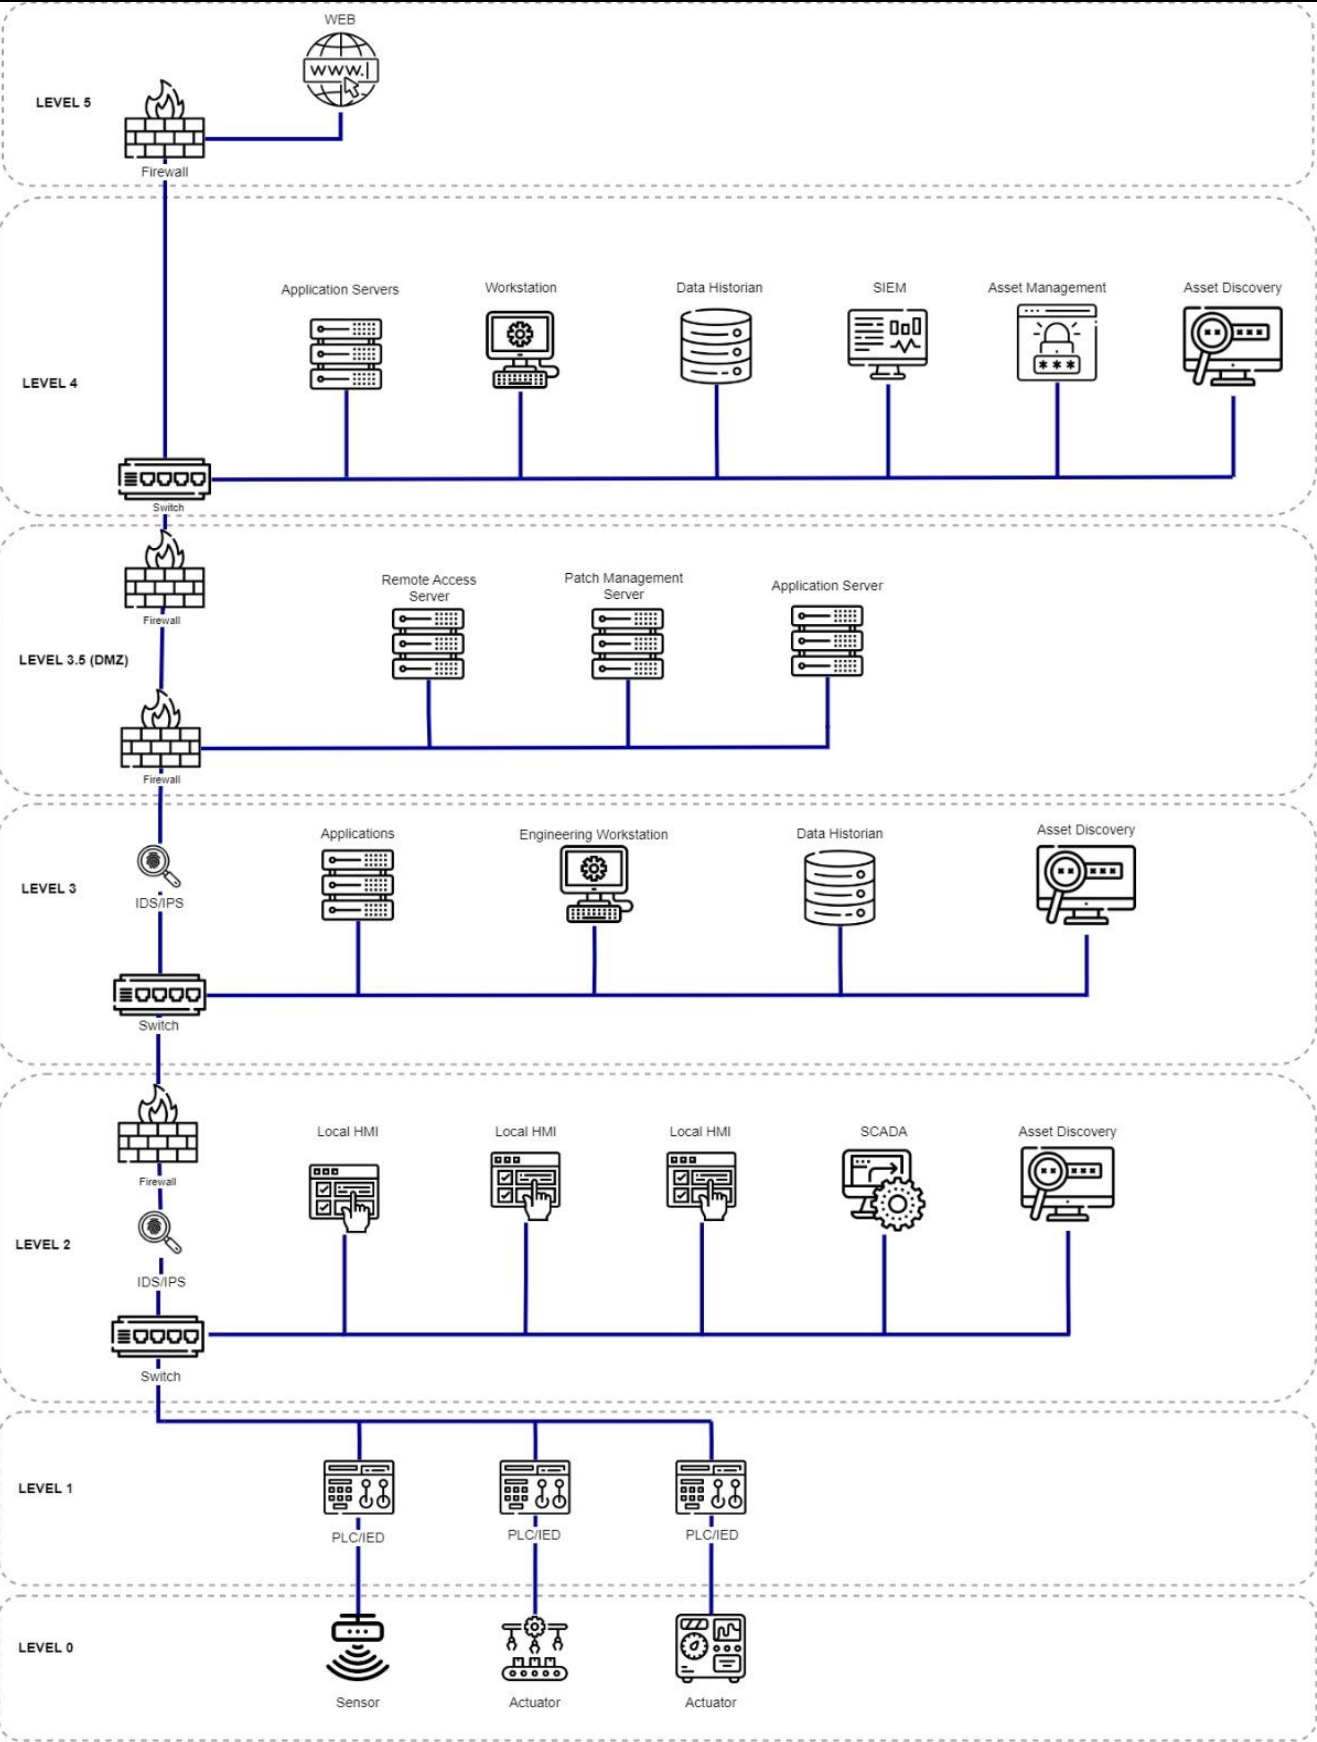 WEB
www.
LEVEL 5
Firewall
Application Servers
Workstation
Data Historian
SIEM
Asset Management
Asset Discovery
LEVEL 4
Switch
Firewall
Remote Access
Server
Patch Management
Server
Application Server
LEVEL 3.5 (DMZ)
Firewall
Applications
Engineering Workstation
Data Historian
Asset Discovery
LEVEL 3
IDS/IPS
Switch
Firewall
Local HMI
Local HMI
Local HMI
SCADA
Asset Discovery
LEVEL 2
IDS/IPS
Switch
LEVEL 1
PLC/IED
PLC/IED
PLC/IED
LEVEL 0
Sensor
Actuator
Actuator